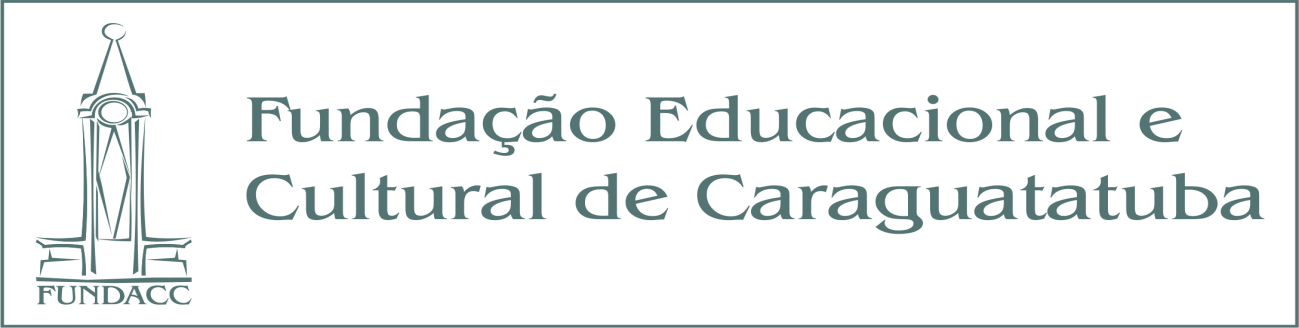 Fundação Educacional e
Cultural de Caraguatatuba
FUNDACC